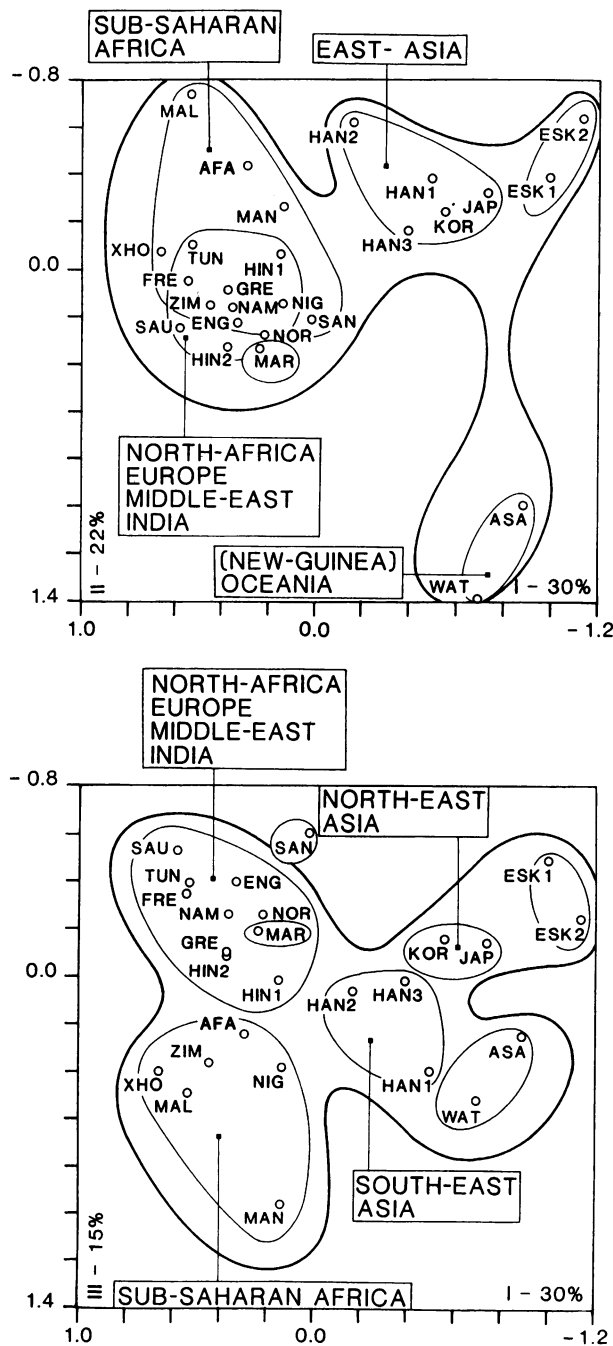 SUB-SAHARAN
AFRICA
EAST- ASIA
- 0.8
MAL
HAN2
ESK2
AFA
HAN1
ESK1
JAP
MAN
KOR
HAN3
XHO
TUN
0.0
HIN1
FRE
GRE
ZIM
NAM
NIG
SAU
ENG
SAN
NOR
HIN2
MAR
NORTH-AFRICA
EUROPE
MIDDLE-EAST
INDIA
ASA
(NEW-GUINEA)
OCEANIA
WAT
II - 22%
I - 30%
1.4
1.0
0.0
- 1.2
NORTH-AFRICA
EUROPE
MIDDLE-EAST
INDIA
- 0.8
NORTH-EAST
ASIA
SAN
SAU
ESK1
TUN
ENG
FRE
NAM
NOR
MAR
ESK2
GRE
KOR
JAP
HIN2
0.0
HIN1
HAN2
HAN3
AFA
ZIM
ASA
XHO
NIG
HAN1
MAL
WAT
SOUTH-EAST
ASIA
MAN
III - 15%
SUB-SAHARAN AFRICA
I - 30%
1.4
1.0
0.0
- 1.2